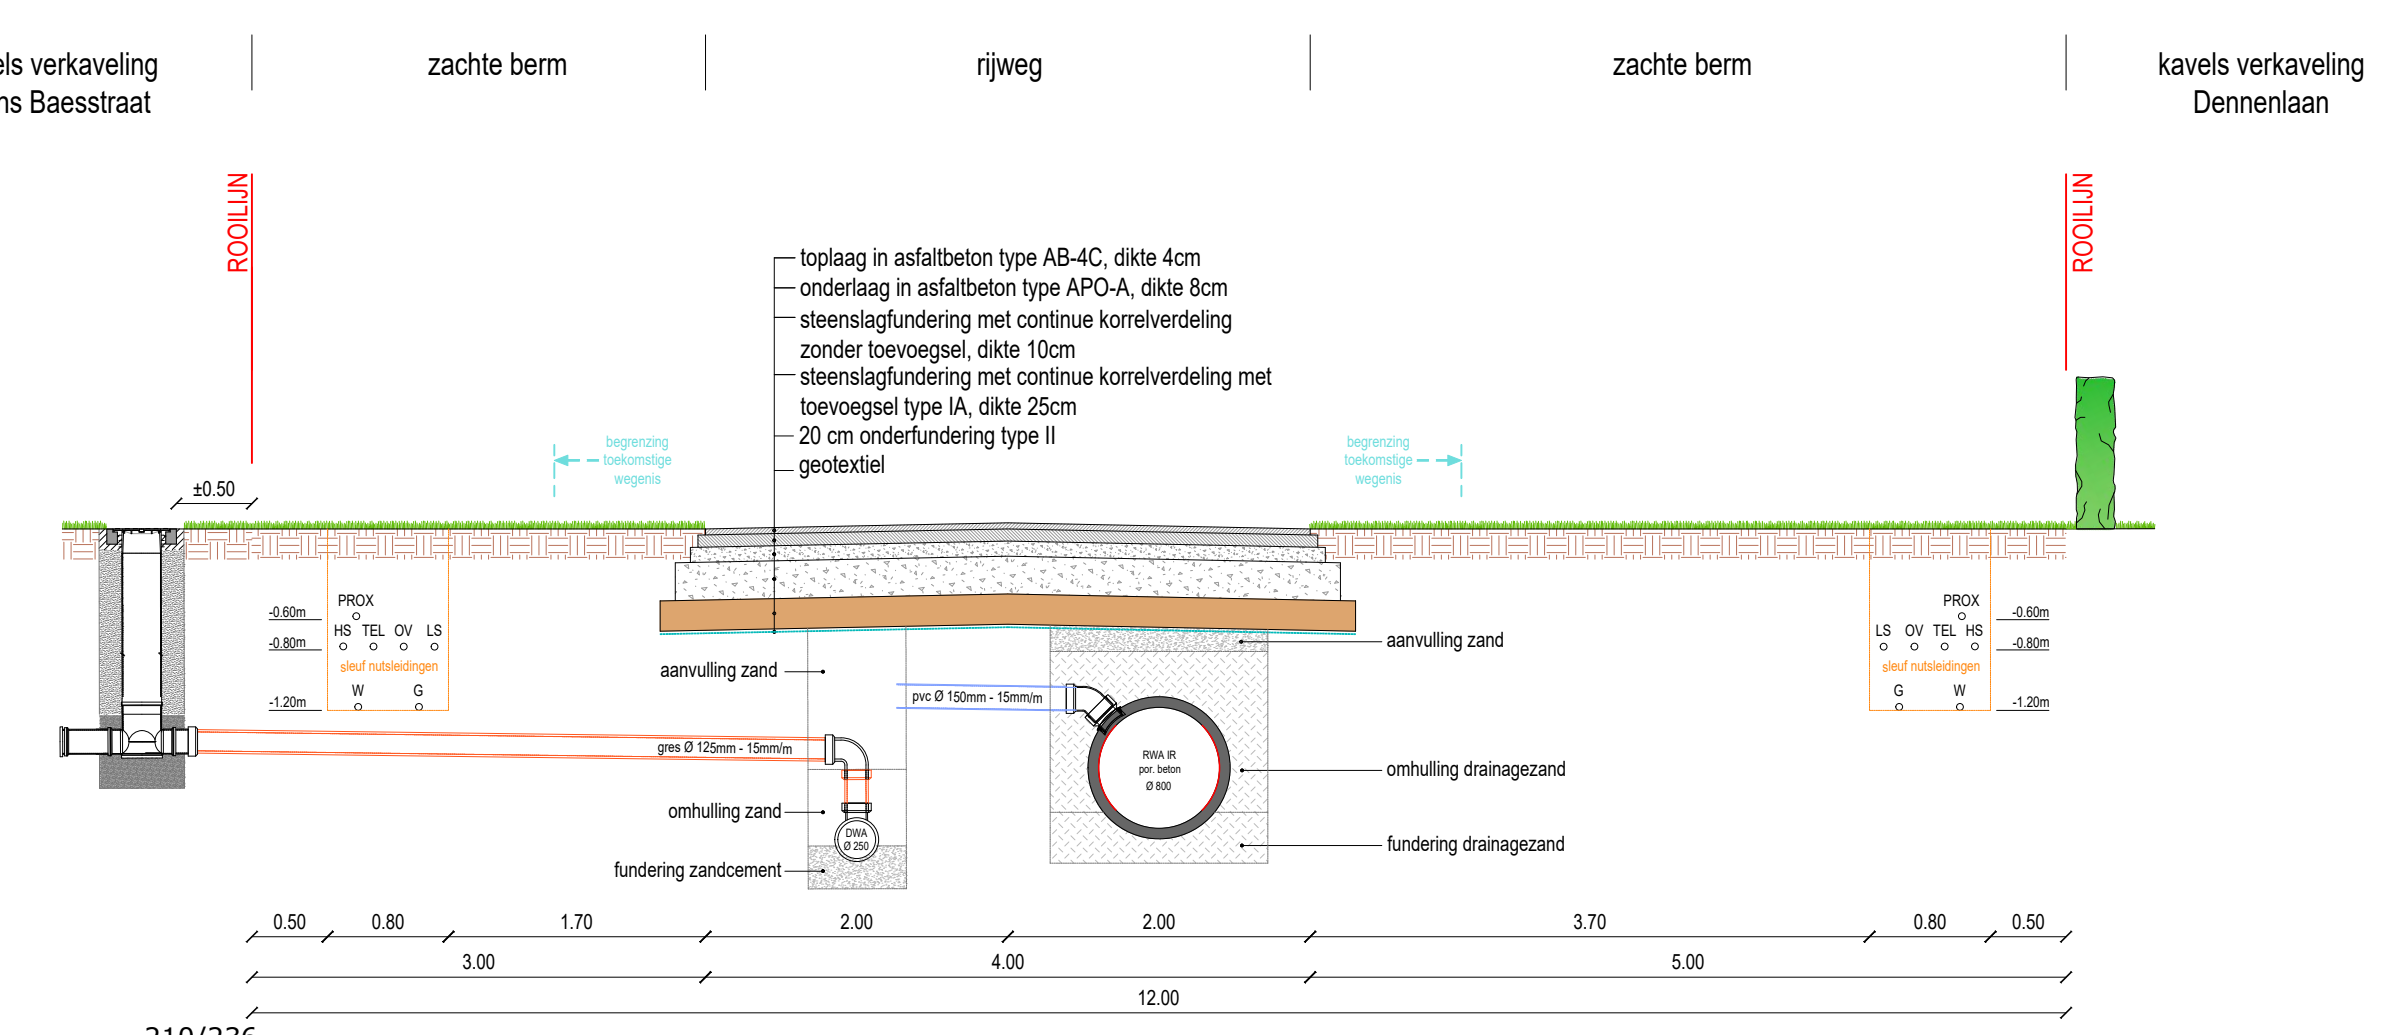 els verkaveling
ns Baesstraat
zachte berm
rijweg
zachte berm
kavels verkaveling
Dennenlaan
ROOILIJN
ROOILIJN
toplaag in asfaltbeton type AB-4C, dikte 4cm
onderlaag in asfaltbeton type APO-A, dikte 8cm
steenslagfundering met continue korrelverdeling
zonder toevoegsel, dikte 10cm
steenslagfundering met continue korrelverdeling met
toevoegsel type IA, dikte 25cm
20 cm onderfundering type II
geotextiel
begrenzing
toekomstige
wegenis
begrenzing
toekomstige
wegenis
±0.50
PROX
-0.60m
HS TEL OV LS
-0.80m
sleuf nutsleidingen
W G
-1.20m
PROX
-0.60m
LS OV TEL HS
-0.80m
sleuf nutsleidingen
G W
-1.20m
aanvulling zand
aanvulling zand
pvc Ø 150mm - 15mm/m
gres Ø 125mm - 15mm/m
RWA IR
por. beton
Ø 800
omhulling drainagezand
omhulling zand
DWA
Ø 250
fundering drainagezand
fundering zandcement
0.50 0.80 1.70 2.00 2.00 3.70 0.80 0.50
3.00 4.00 5.00
12.00